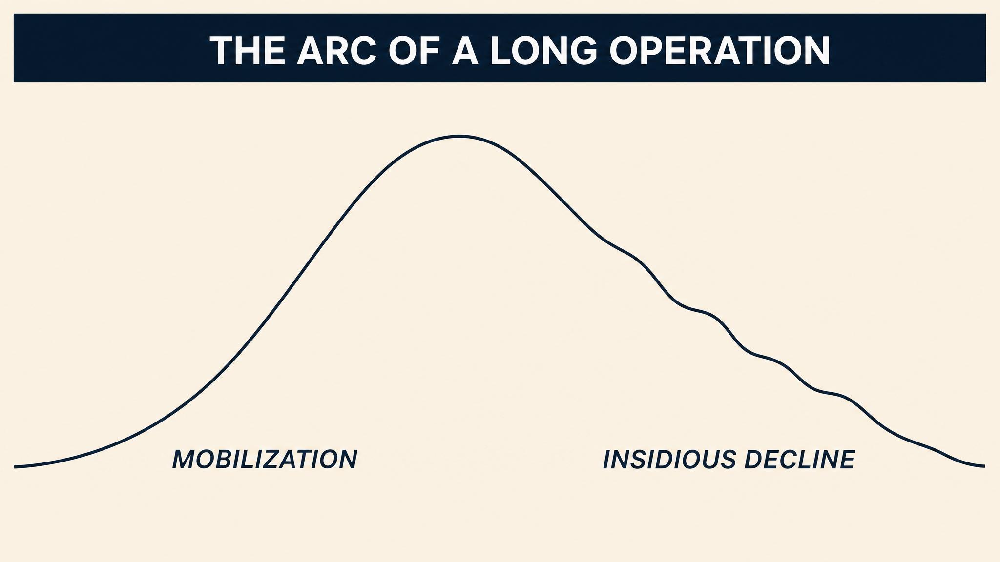 THE ARC OF A LONG OPERATION
MOBILIZATION
INSIDIOUS DECLINE